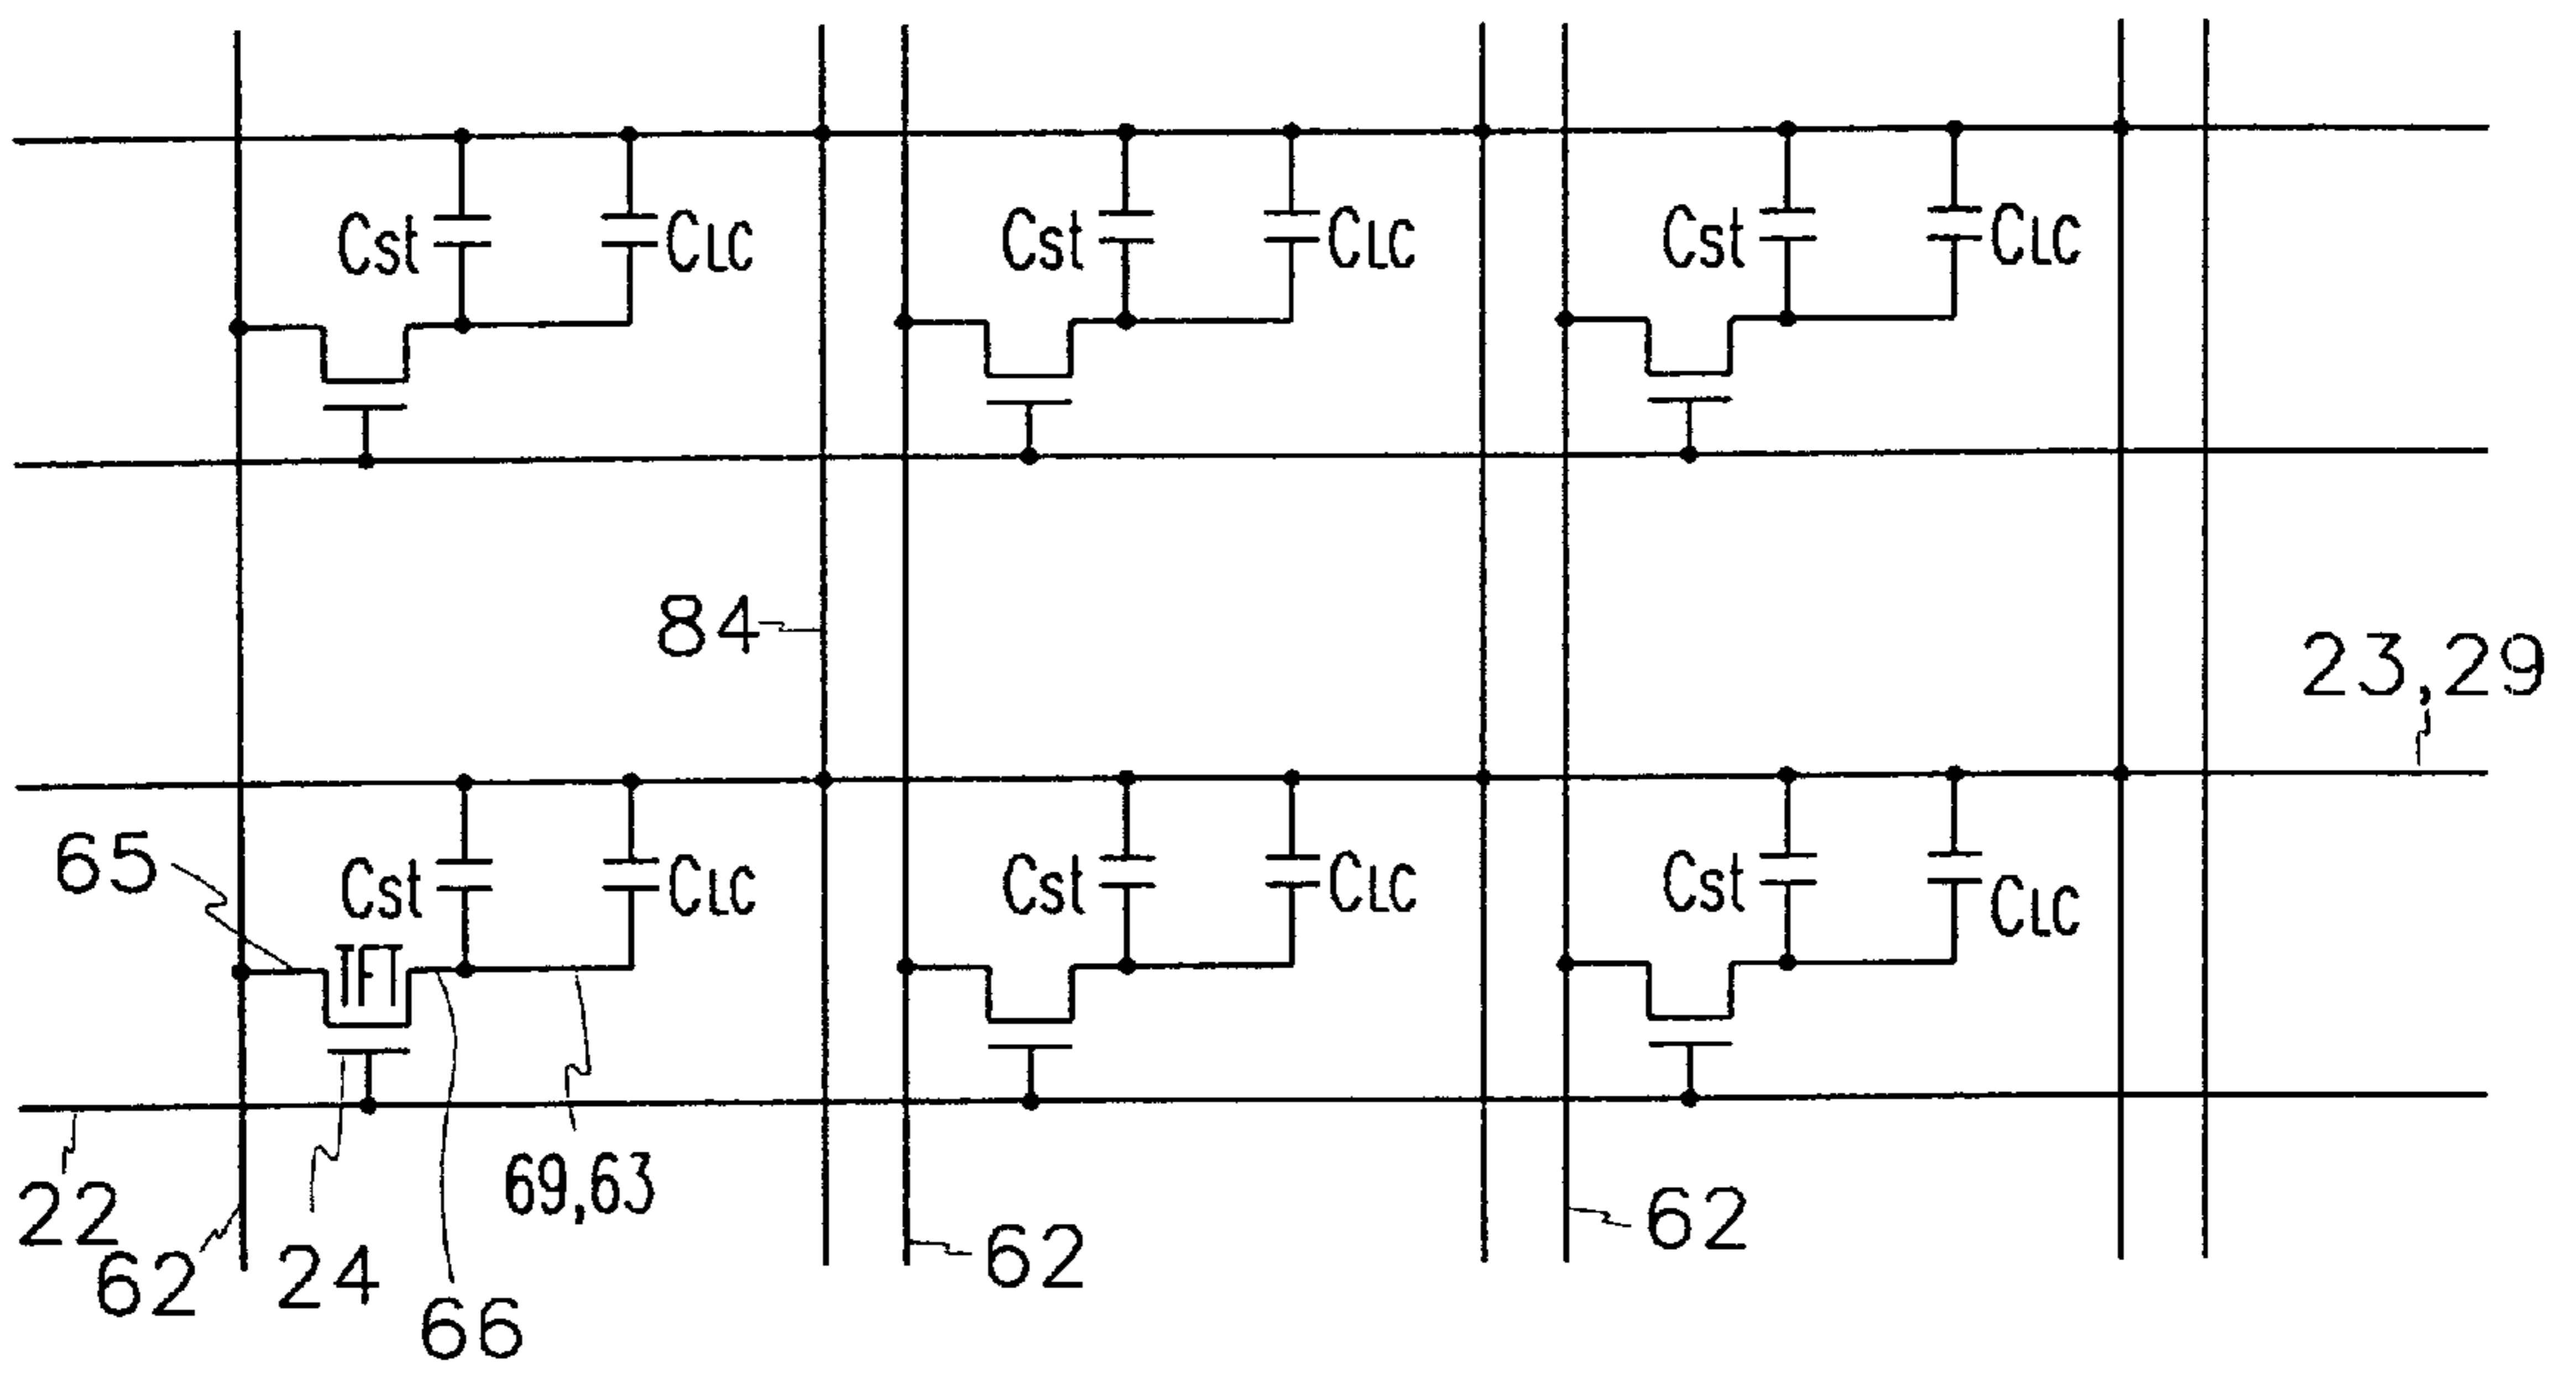 Cst CLC Cst CLC Cst CLC
84
23,29
65 Cst CLC Cst CLC Cst CLC
TFT
22 69,63 62
62 24 66 62